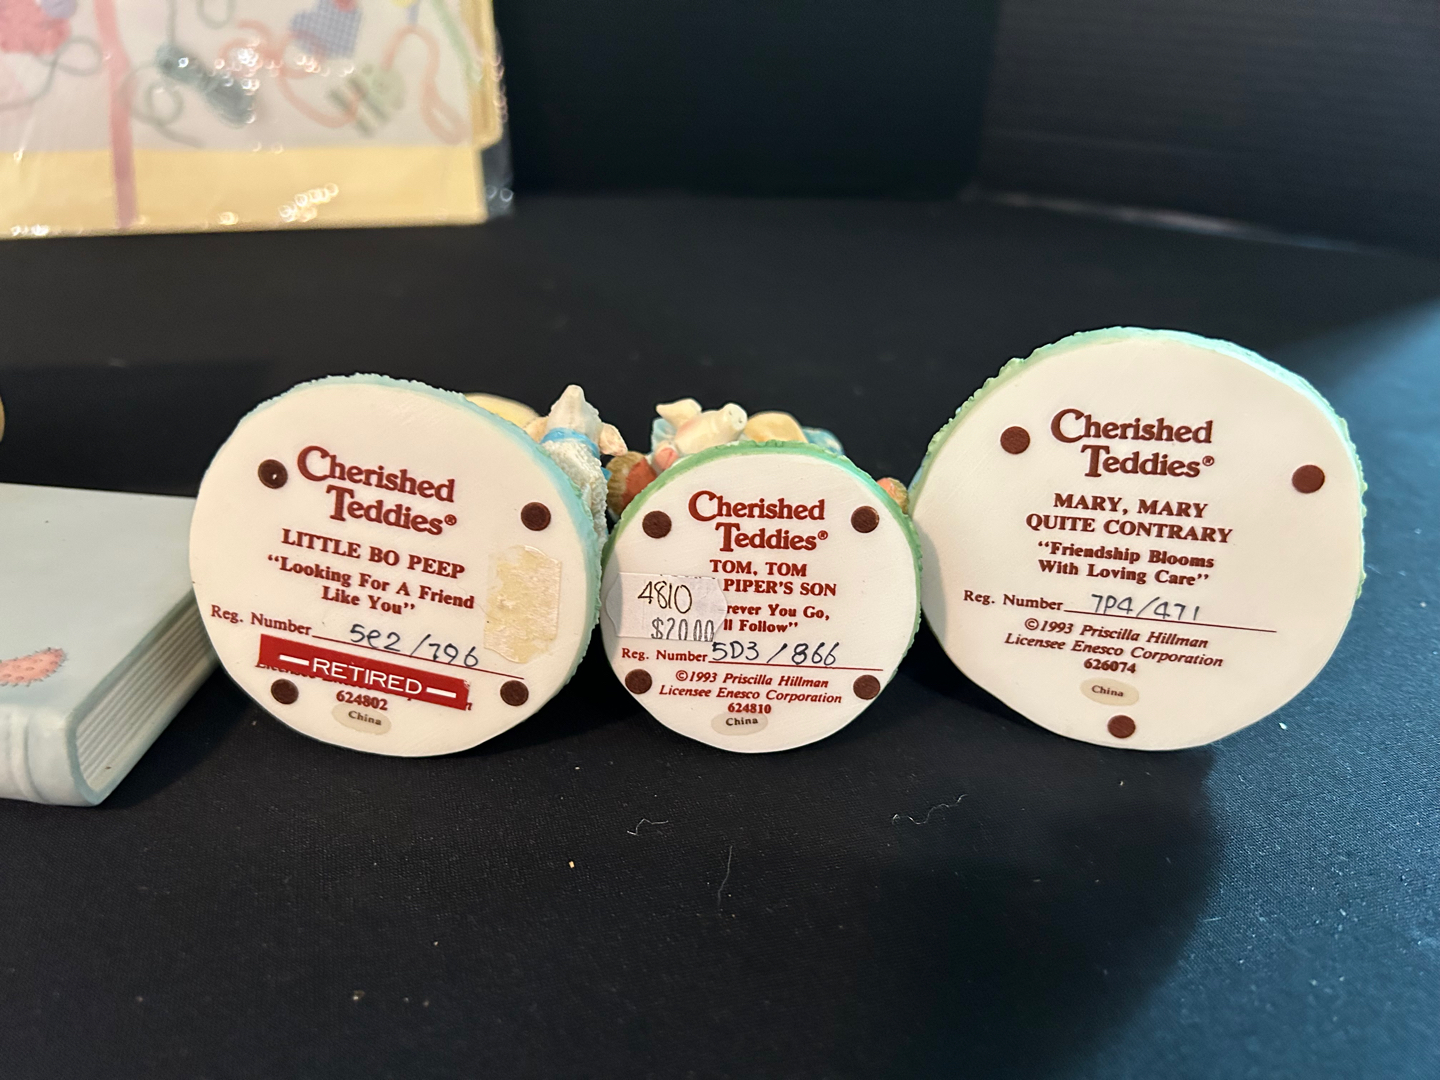 Cherished
Teddies®
LITTLE BO PEEP
“Looking For A Friend
Like You”
Reg. Number 5e2/796
—RETIRED—
624802
China
Cherished
Teddies®
TOM, TOM
PIPER'S SON
You Go,
Follow”
4810
$20.00
Reg. Number 5D3/866
©1993 Priscilla Hillman
Licensee Enesco Corporation
624810
China
Cherished
Teddies®
MARY, MARY
QUITE CONTRARY
“Friendship Blooms
With Loving Care”
Reg. Number 7P4/471
©1993 Priscilla Hillman
Licensee Enesco Corporation
626074
China